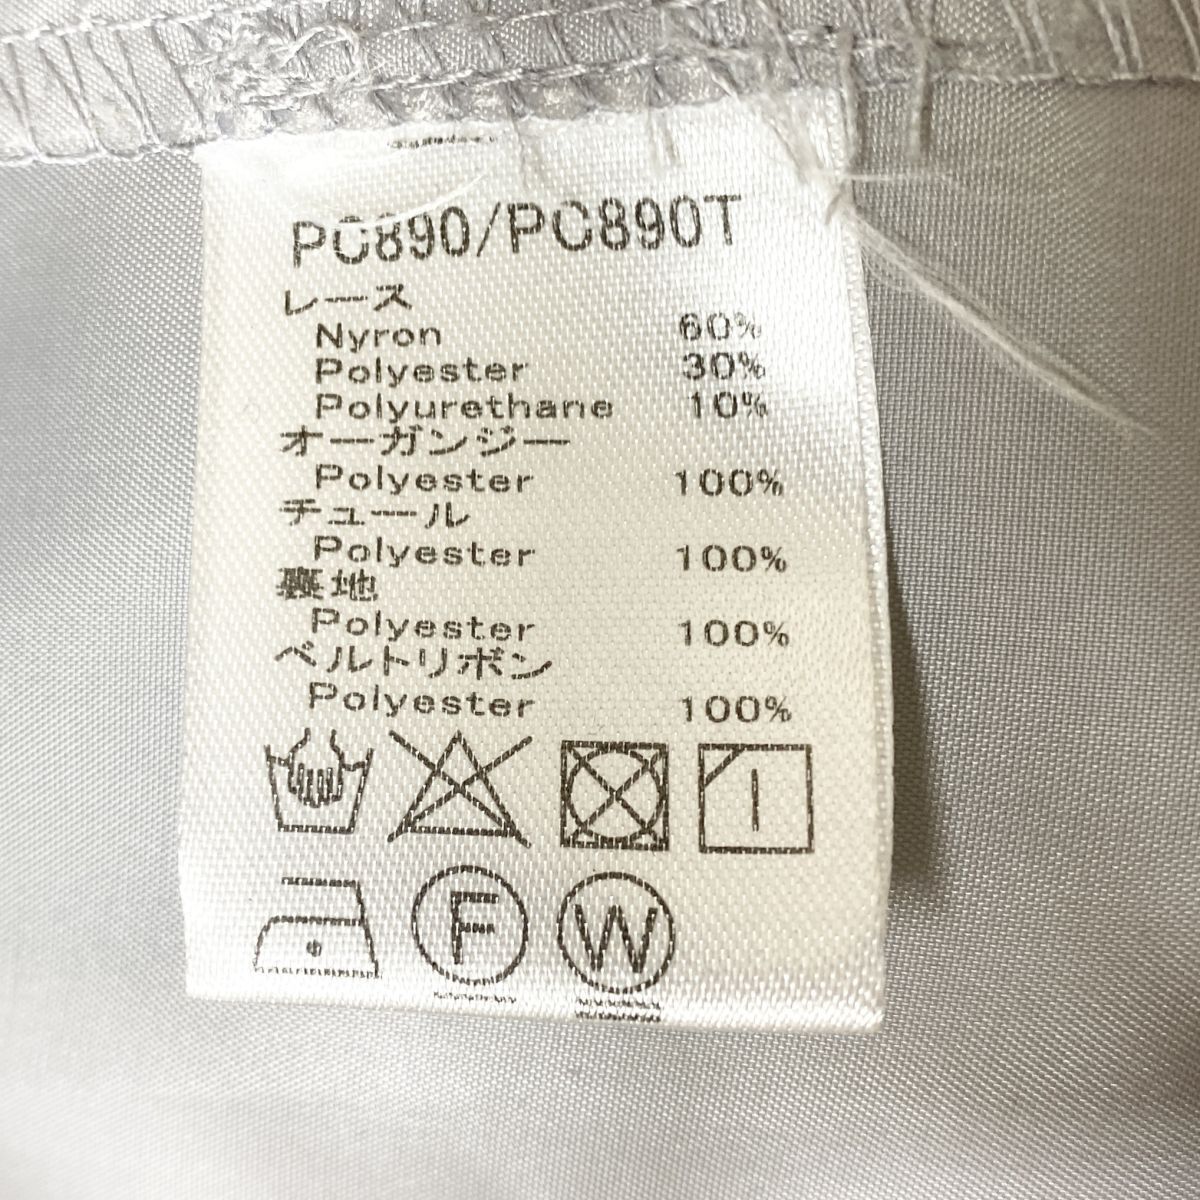 PC890/PC890T
レース
Nyron 60%
Polyester 30%
Polyurethane 10%
オーガンジー
Polyester 100%
チュール
Polyester 100%
裏地
Polyester 100%
ベルトリボン
Polyester 100%
F W